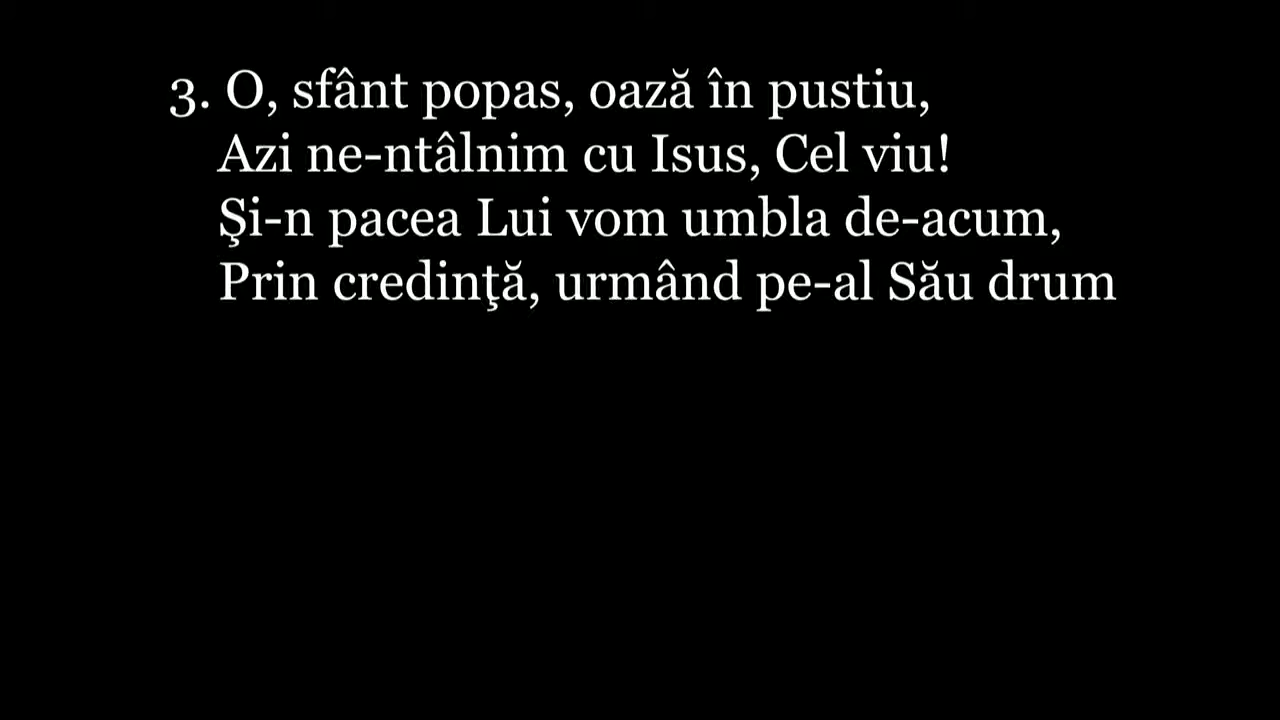 3. O, sfânt popas, oază în pustiu,
Azi ne-ntâlnim cu Isus, Cel viu!
Şi-n pacea Lui vom umbla de-acum,
Prin credinţă, urmând pe-al Său drum